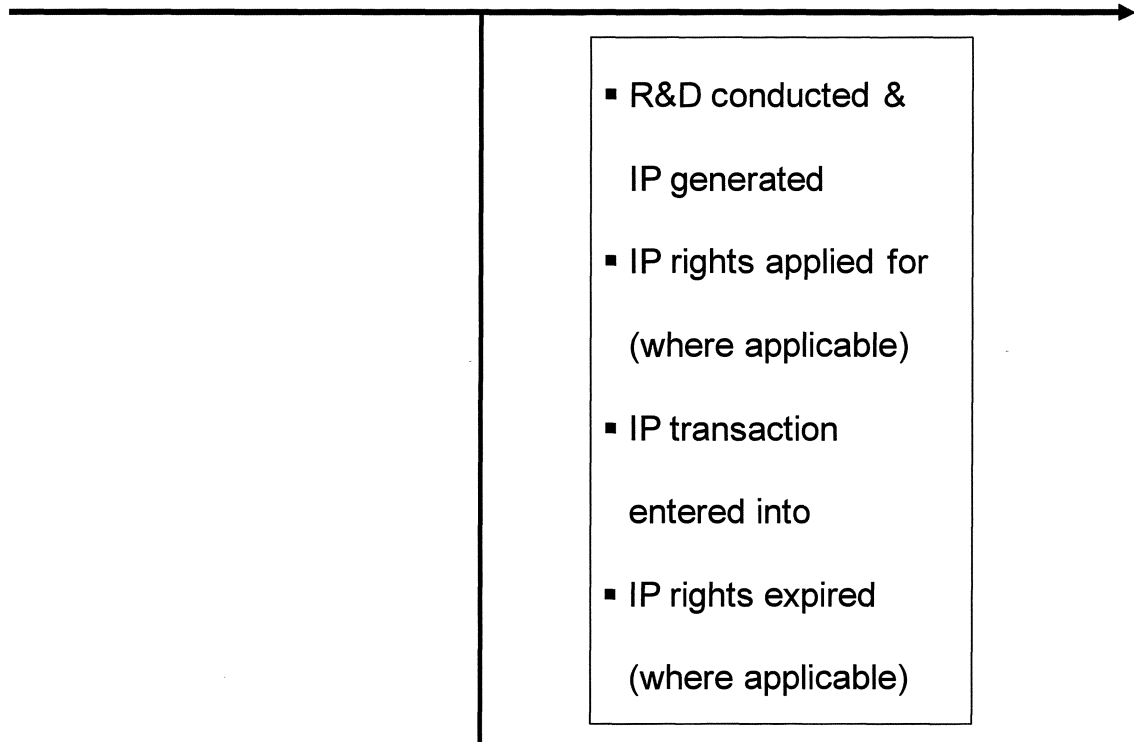 ▪ R&D conducted &
IP generated
▪ IP rights applied for
(where applicable)
▪ IP transaction
entered into
▪ IP rights expired
(where applicable)